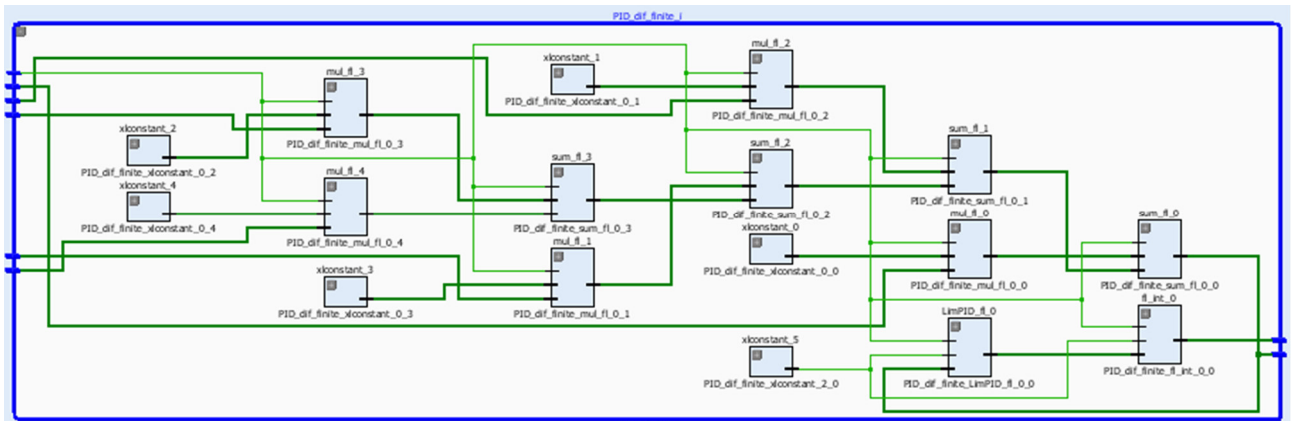 PID_dif_finite_i
mul_fl_2
xlconstant_1
PID_dif_finite_xlconstant_0_1
PID_dif_finite_mul_fl_0_2
mul_fl_3
PID_dif_finite_mul_fl_0_3
xlconstant_2
PID_dif_finite_xlconstant_0_2
xlconstant_4
PID_dif_finite_xlconstant_0_4
mul_fl_4
PID_dif_finite_mul_fl_0_4
sum_fl_3
PID_dif_finite_sum_fl_0_3
sum_fl_2
PID_dif_finite_sum_fl_0_2
sum_fl_1
PID_dif_finite_sum_fl_0_1
xlconstant_0
PID_dif_finite_xlconstant_0_0
mul_fl_0
PID_dif_finite_mul_fl_0_0
sum_fl_0
PID_dif_finite_sum_fl_0_0
xlconstant_3
PID_dif_finite_xlconstant_0_3
mul_fl_1
PID_dif_finite_mul_fl_0_1
fl_int_0
PID_dif_finite_fl_int_0_0
LimPID_fl_0
PID_dif_finite_LimPID_fl_0_0
xlconstant_5
PID_dif_finite_xlconstant_2_0